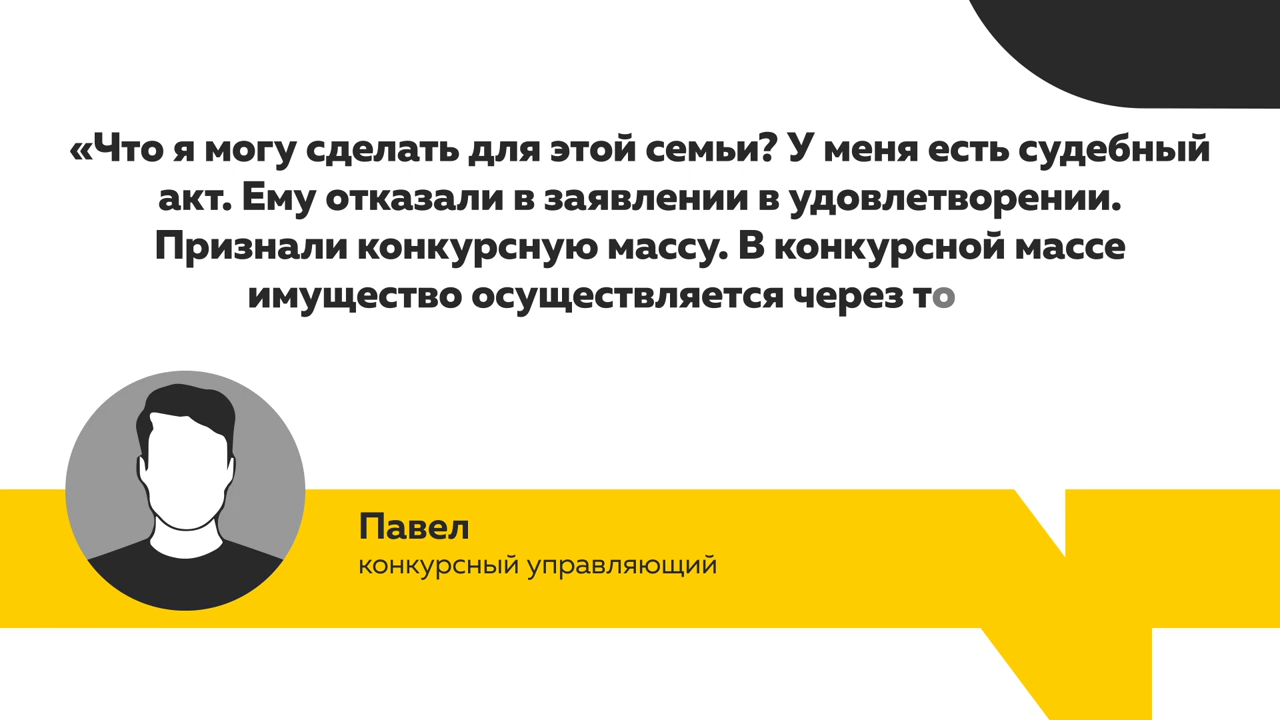 «Что я могу сделать для этой семьи? У меня есть судебный
акт. Ему отказали в заявлении в удовлетворении.
Признали конкурсную массу. В конкурсной массе
имущество осуществляется через то
Павел
конкурсный управляющий